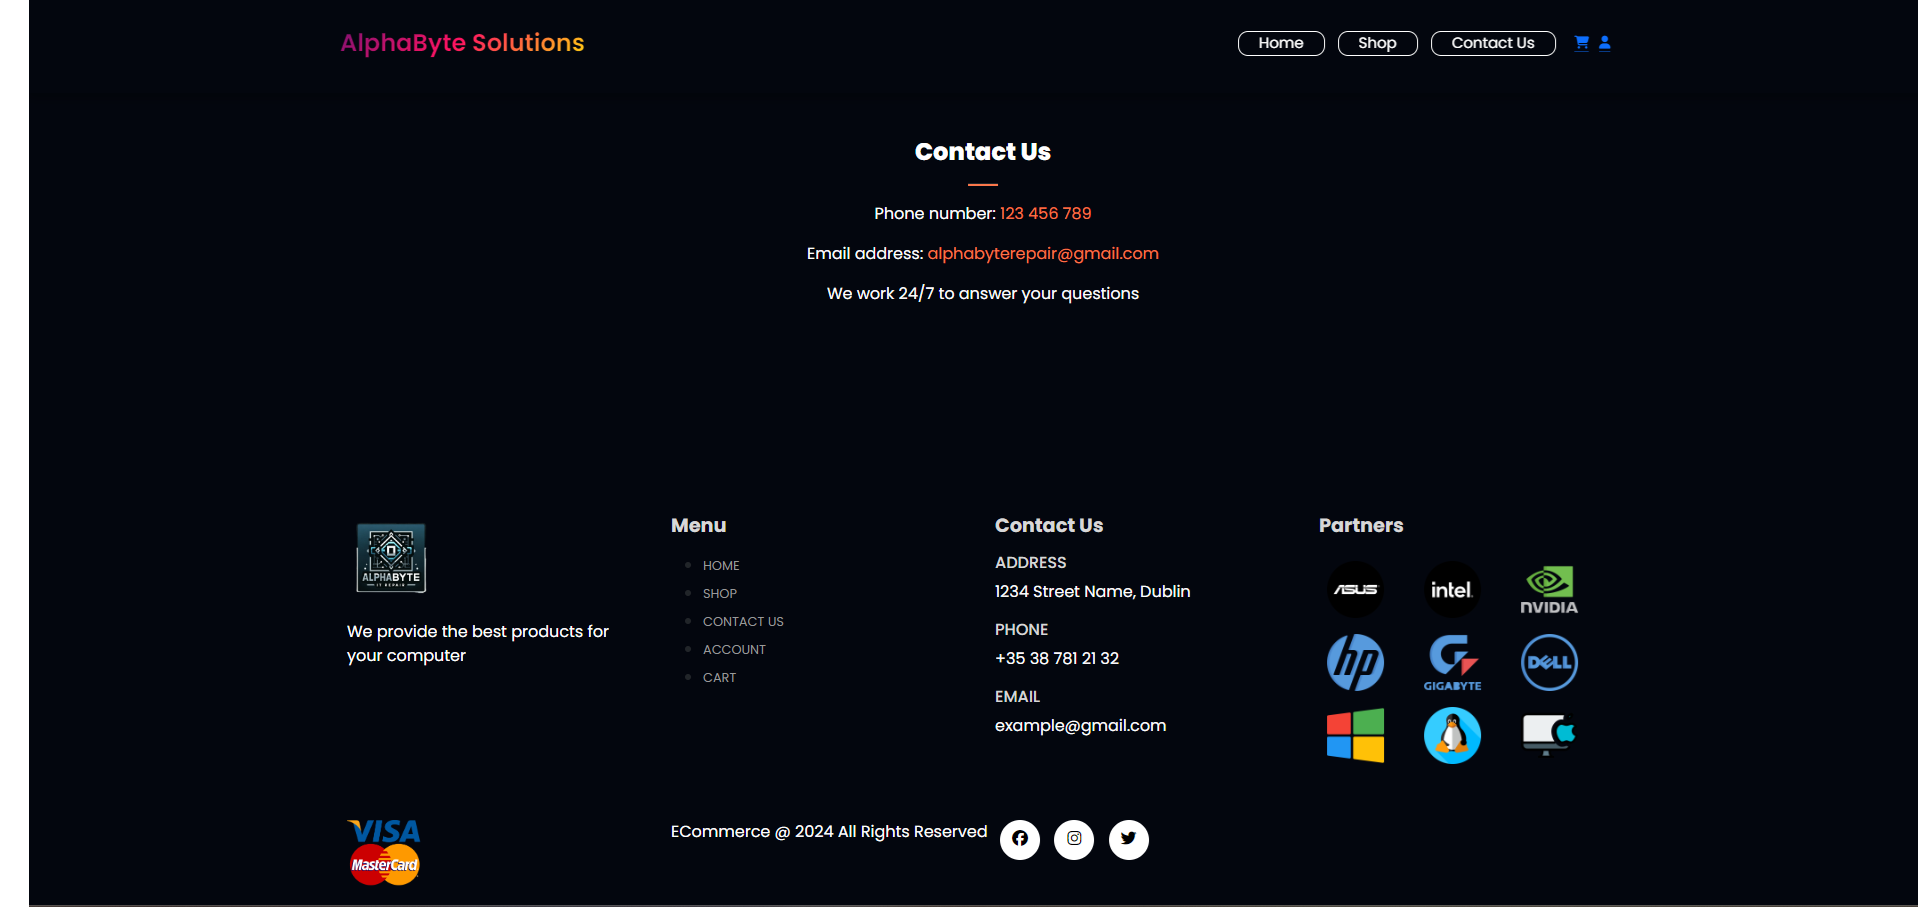 AlphaByte Solutions
Home
Shop
Contact Us
Contact Us
Phone number: 123 456 789
Email address: alphabyterepair@gmail.com
We work 24/7 to answer your questions
ALPHABYTE
IT REPAIR
We provide the best products for
your computer
Menu
HOME
SHOP
CONTACT US
ACCOUNT
CART
Contact Us
ADDRESS
1234 Street Name, Dublin
PHONE
+35 38 781 21 32
EMAIL
example@gmail.com
Partners
ASUS
intel
NVIDIA
hp
GIGABYTE
DELL
VISA
MasterCard
ECommerce @ 2024 All Rights Reserved